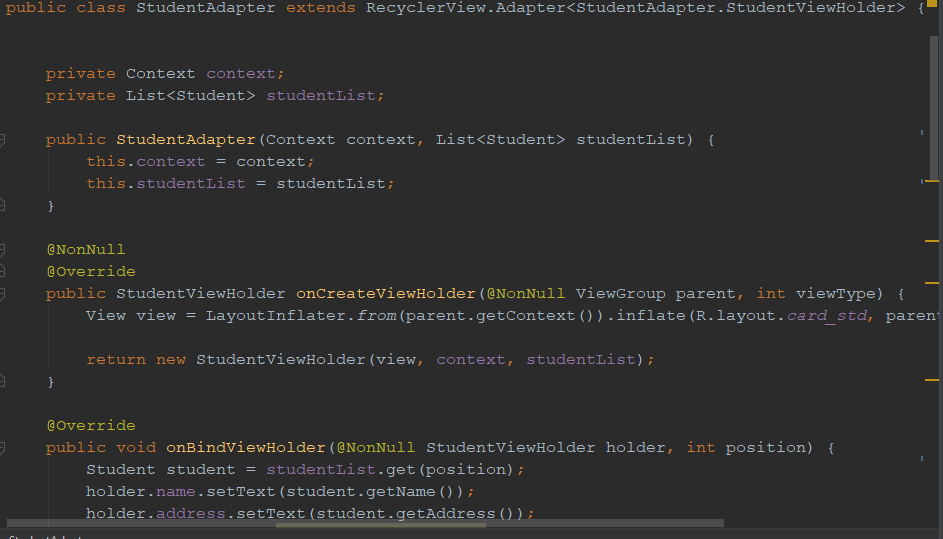 public class StudentAdapter extends RecyclerView.Adapter<StudentAdapter.StudentViewHolder> {
private Context context;
private List<Student> studentList;
public StudentAdapter(Context context, List<Student> studentList) {
this.context = context;
this.studentList = studentList;
}
@NonNull
@Override
public StudentViewHolder onCreateViewHolder(@NonNull ViewGroup parent, int viewType) {
View view = LayoutInflater.from(parent.getContext()).inflate(R.layout.card_std, parent
return new StudentViewHolder(view, context, studentList);
}
@Override
public void onBindViewHolder(@NonNull StudentViewHolder holder, int position) {
Student student = studentList.get(position);
holder.name.setText(student.getName());
holder.address.setText(student.getAddress());